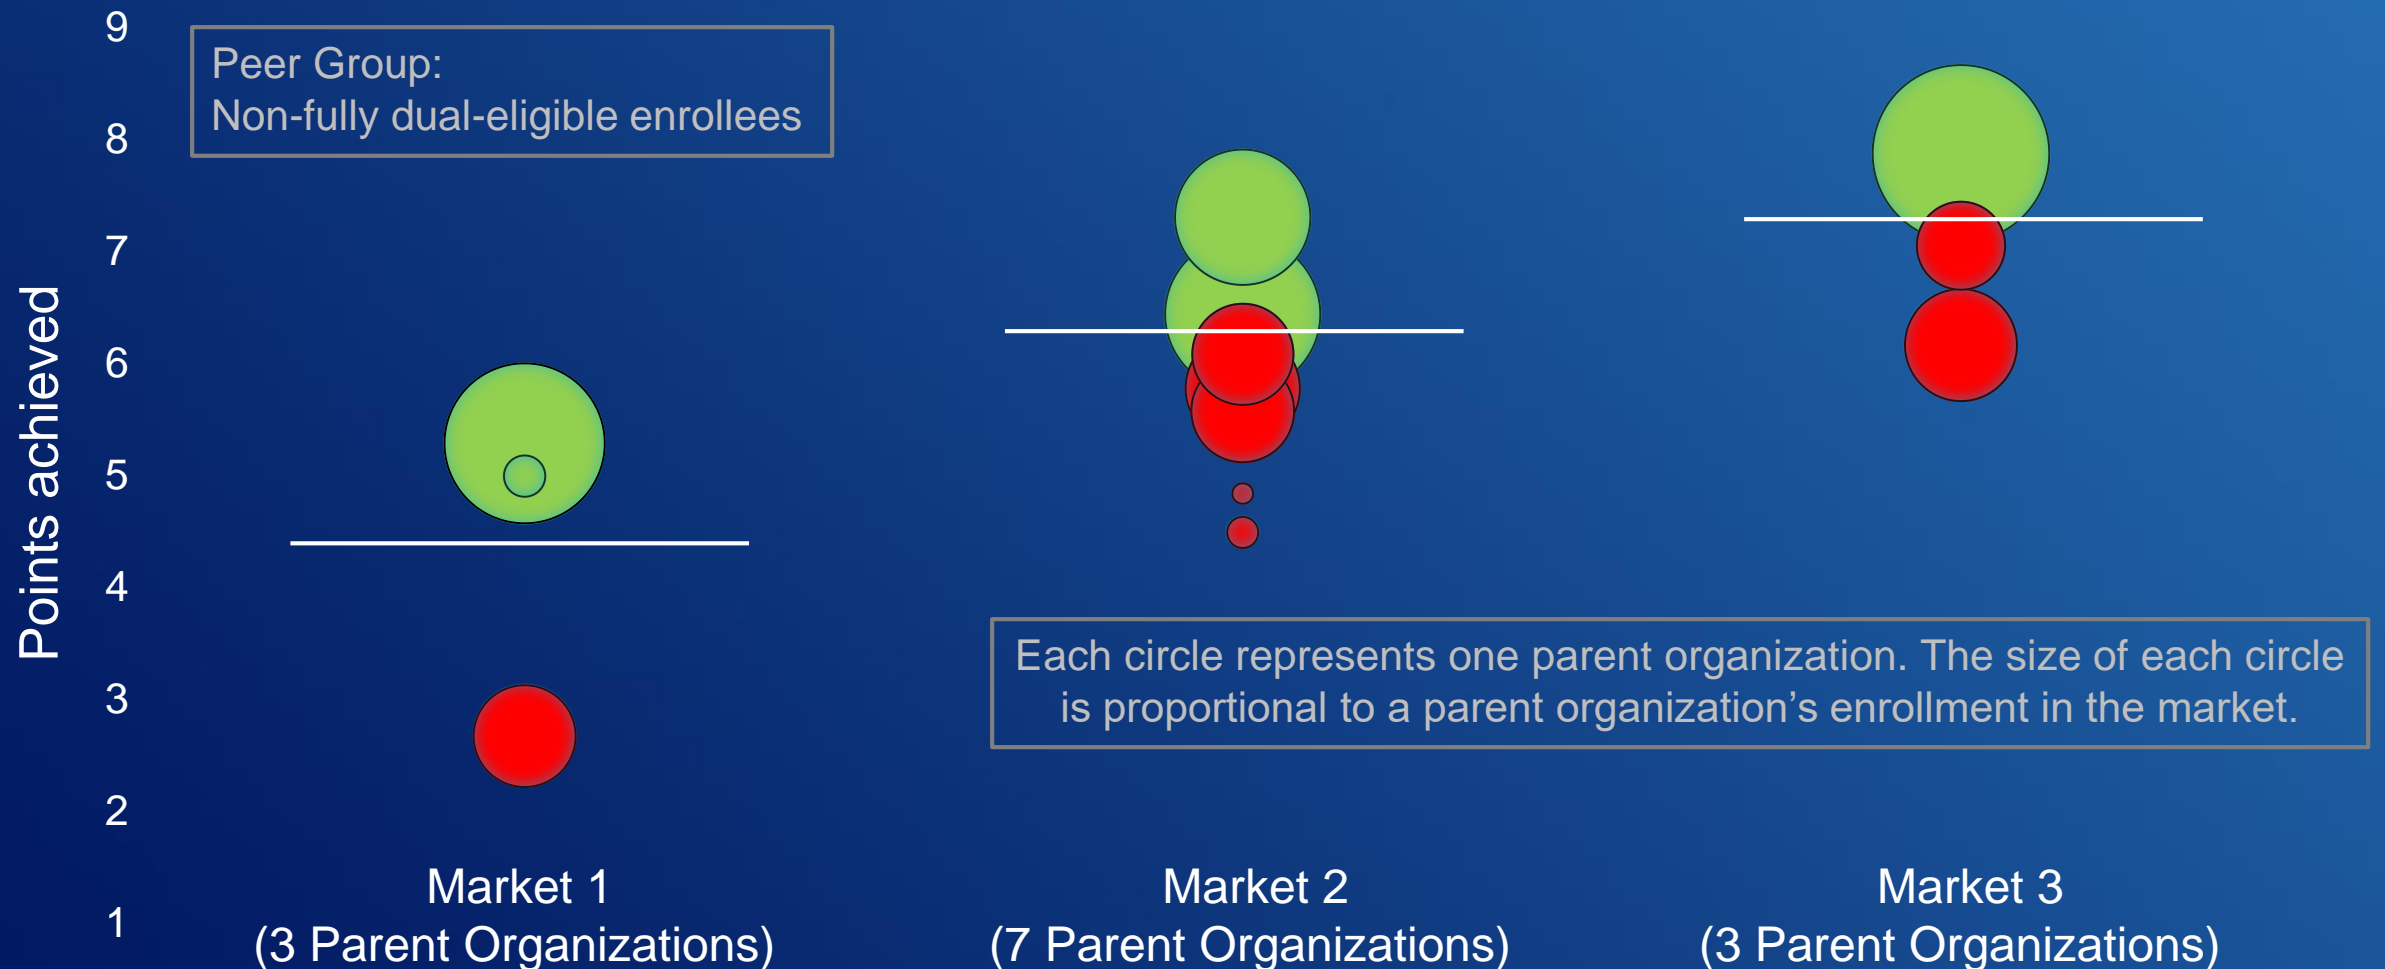 9
Peer Group:
Non-fully dual-eligible enrollees
8
7
6
5
4
3
2
1
Points achieved
Each circle represents one parent organization. The size of each circle
is proportional to a parent organization’s enrollment in the market.
Market 1
(3 Parent Organizations)
Market 2
(7 Parent Organizations)
Market 3
(3 Parent Organizations)